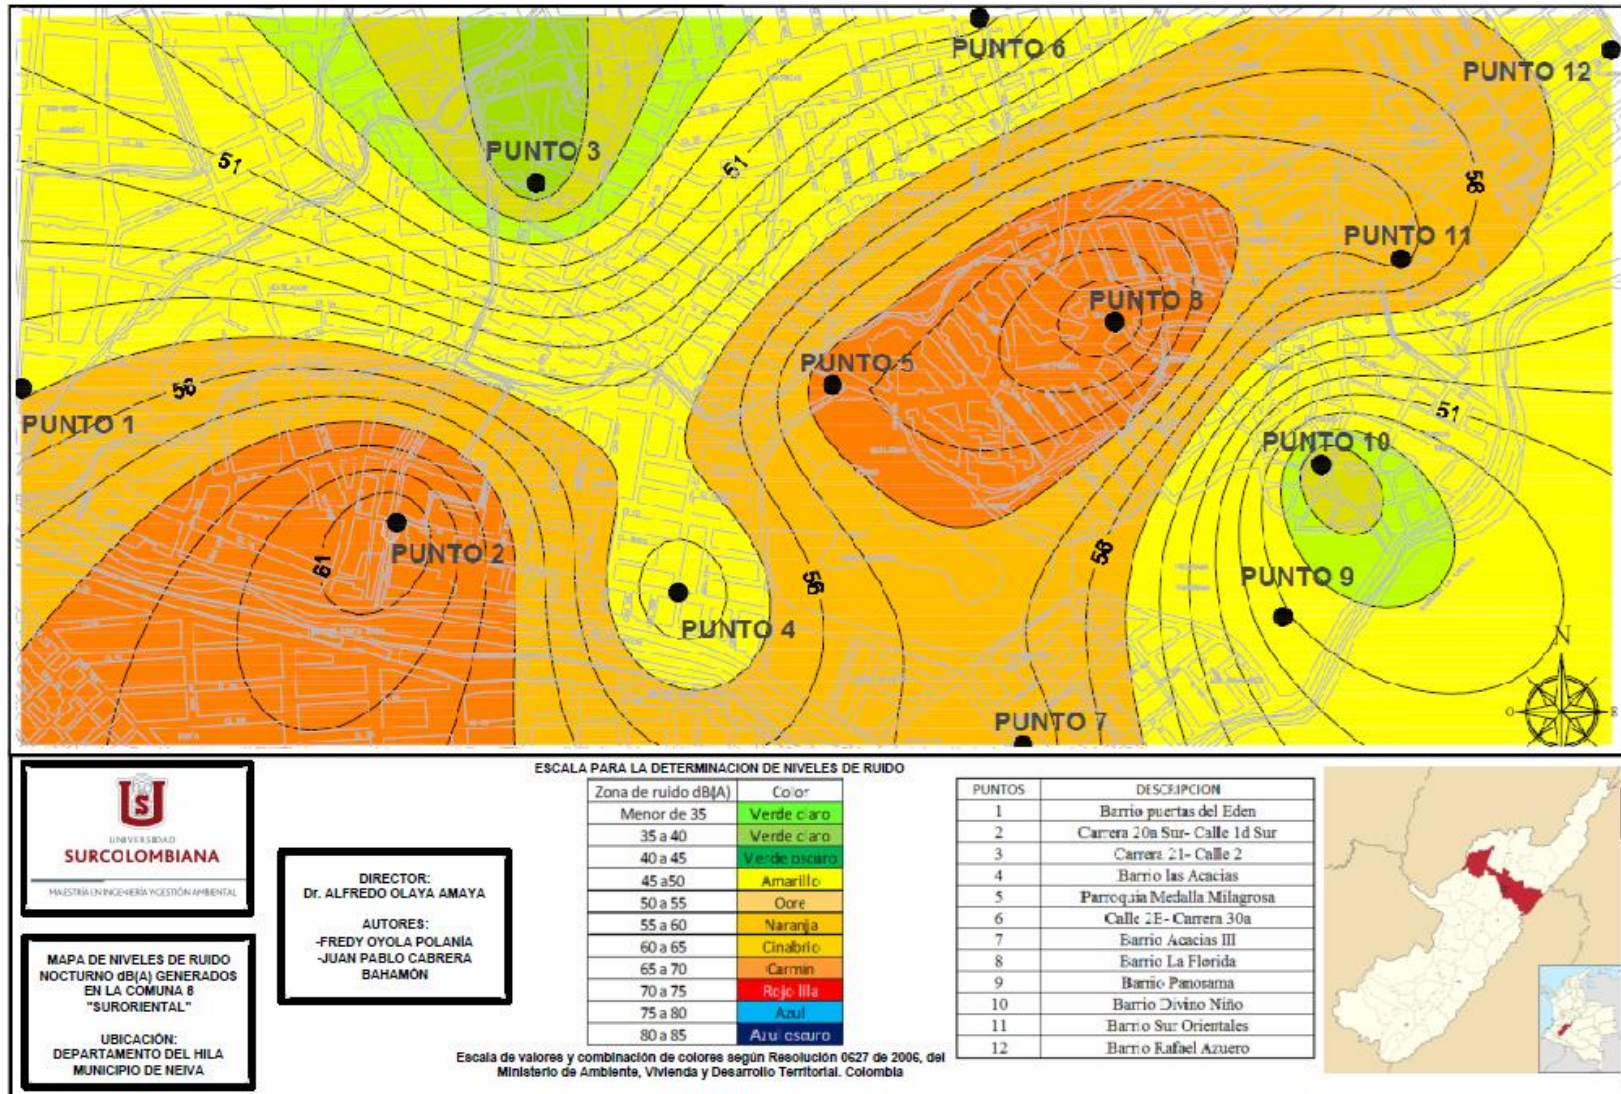 PUNTO 6
PUNTO 12
PUNTO 3
51
51
56
PUNTO 11
PUNTO 8
PUNTO 5
56
PUNTO 1
51
PUNTO 10
PUNTO 2
61
56
56
PUNTO 9
PUNTO 4
N
PUNTO 7
O
E
UNIVERSIDAD
SURCOLOMBIANA
MAESTRÍA EN INGENIERÍA Y GESTIÓN AMBIENTAL
MAPA DE NIVELES DE RUIDO
NOCTURNO dB(A) GENERADOS
EN LA COMUNA 8
"SURORIENTAL"
UBICACIÓN:
DEPARTAMENTO DEL HILA
MUNICIPIO DE NEIVA
DIRECTOR:
Dr. ALFREDO OLAYA AMAYA
AUTORES:
-FREDY OYOLA POLANÍA
-JUAN PABLO CABRERA
BAHAMÓN
ESCALA PARA LA DETERMINACION DE NIVELES DE RUIDO
Zona de ruido dB(A) Color
Menor de 35 Verde claro
35 a 40 Verde claro
40 a 45 Verde oscuro
45 a50 Amarillo
50 a 55 Ocre
55 a 60 Naranja
60 a 65 Cinabrio
65 a 70 Carmin
70 a 75 Rojo lila
75 a 80 Azul
80 a 85 Azul oscuro
Escala de valores y combinación de colores según Resolución 0627 de 2006, del
Ministerio de Ambiente, Vivienda y Desarrollo Territorial. Colombia
PUNTOS DESCRIPCION
1 Barrio puertas del Eden
2 Carrera 20a Sur- Calle 1d Sur
3 Carrera 21- Calle 2
4 Barrio las Acacias
5 Parroquia Medalla Milagrosa
6 Calle 2E- Carrera 30a
7 Barrio Acacias III
8 Barrio La Florida
9 Barrio Panorama
10 Barrio Divino Niño
11 Barrio Sur Orientales
12 Barrio Rafael Azuero